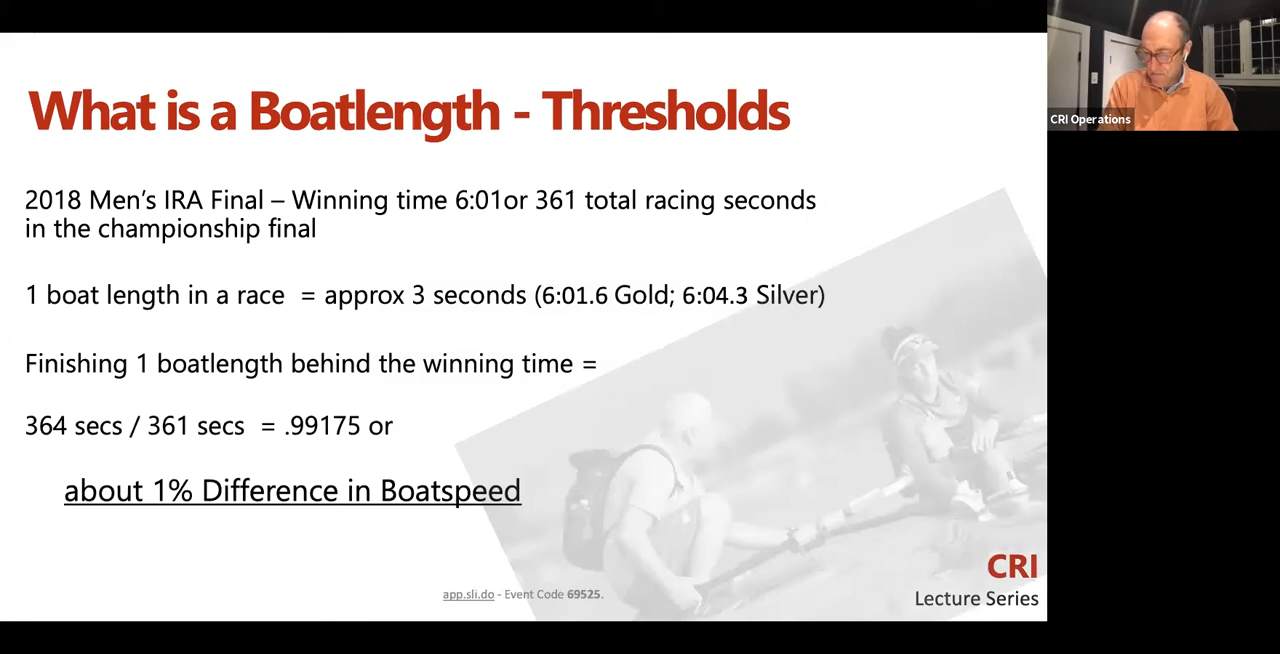 What is a Boatlength - Thresholds
CRI Operations
2018 Men's IRA Final – Winning time 6:01or 361 total racing seconds
in the championship final
1 boat length in a race = approx 3 seconds (6:01.6 Gold; 6:04.3 Silver)
Finishing 1 boatlength behind the winning time =
364 secs / 361 secs = .99175 or
about 1% Difference in Boatspeed
CRI
Lecture Series
app.sli.do - Event Code 69525.